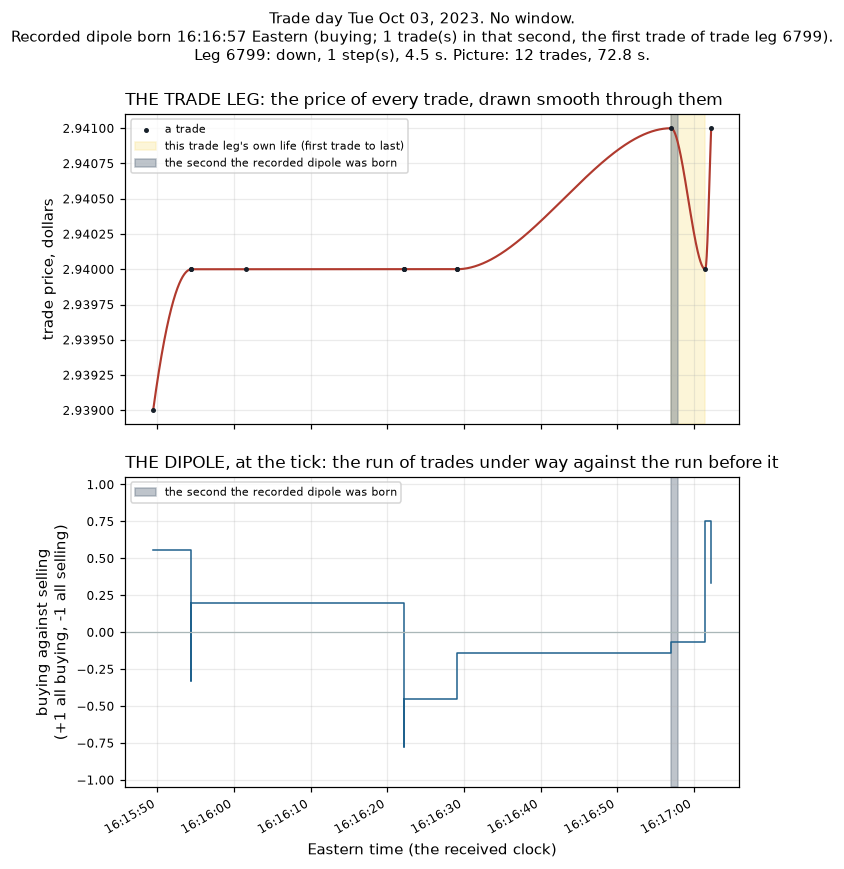 Trade day Tue Oct 03, 2023. No window.
Recorded dipole born 16:16:57 Eastern (buying; 1 trade(s) in that second, the first trade of trade leg 6799).
Leg 6799: down, 1 step(s), 4.5 s. Picture: 12 trades, 72.8 s.
THE TRADE LEG: the price of every trade, drawn smooth through them
a trade
this trade leg's own life (first trade to last)
the second the recorded dipole was born
trade price, dollars
2.94100
2.94075
2.94050
2.94025
2.94000
2.93975
2.93950
2.93925
2.93900
THE DIPOLE, at the tick: the run of trades under way against the run before it
the second the recorded dipole was born
buying against selling
(+1 all buying, -1 all selling)
1.00
0.75
0.50
0.25
0.00
−0.25
−0.50
−0.75
−1.00
16:15:50
16:16:00
16:16:10
16:16:20
16:16:30
16:16:40
16:16:50
16:17:00
Eastern time (the received clock)